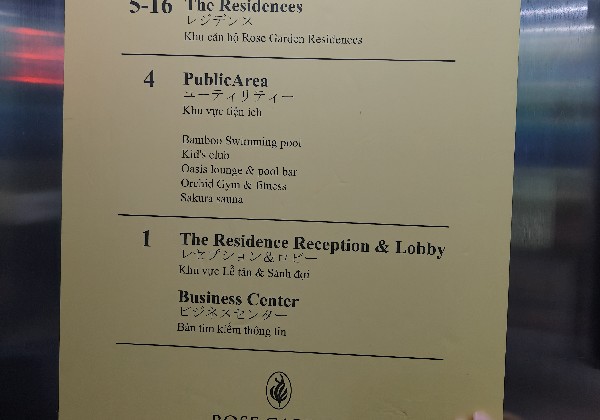 5-16 The Residences
レジデンス
Khu căn hộ Rose Garden Residences
4 PublicArea
ユーティリティー
Khu vực tiện ích
Bamboo Swimming pool
Kid's club
Oasis lounge & pool bar
Orchid Gym & fitness
Sakura sauna
1 The Residence Reception & Lobby
レセプション&ロビー
Khu vực Lễ tân & Sảnh đợi
Business Center
ビジネスセンター
Bàn tìm kiếm thông tin